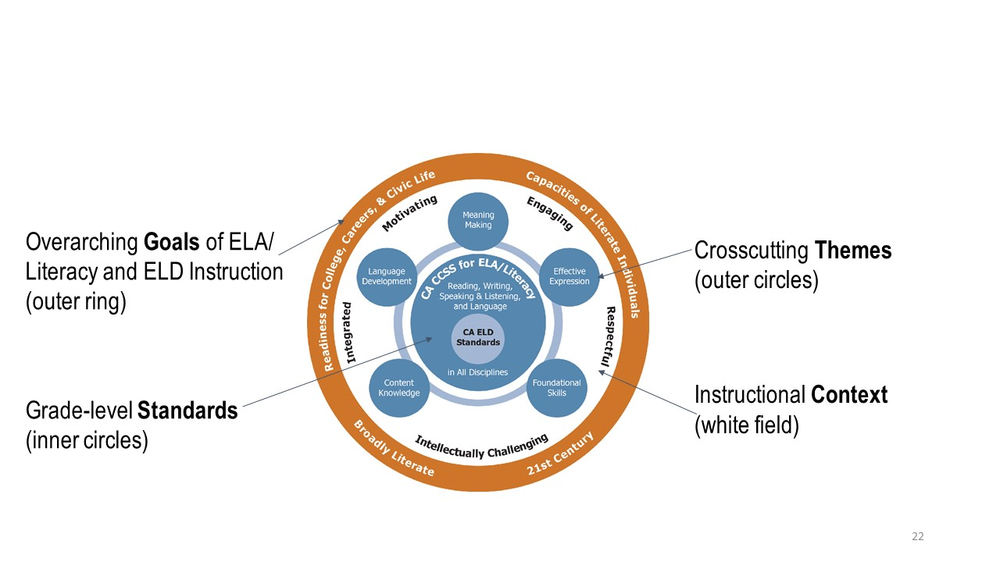 Overarching Goals of ELA/
Literacy and ELD Instruction
(outer ring)
Grade-level Standards
(inner circles)
Readiness for College, Careers, & Civic Life
Capacities of Literate Individuals
Broadly Literate
21st Century
Motivating
Engaging
Integrated
Respectful
Intellectually Challenging
Meaning
Making
Language
Development
Effective
Expression
Content
Knowledge
Foundational
Skills
CA CCSS for ELA/Literacy
Reading, Writing,
Speaking & Listening,
and Language
CA ELD
Standards
in All Disciplines
Crosscutting Themes
(outer circles)
Instructional Context
(white field)
22